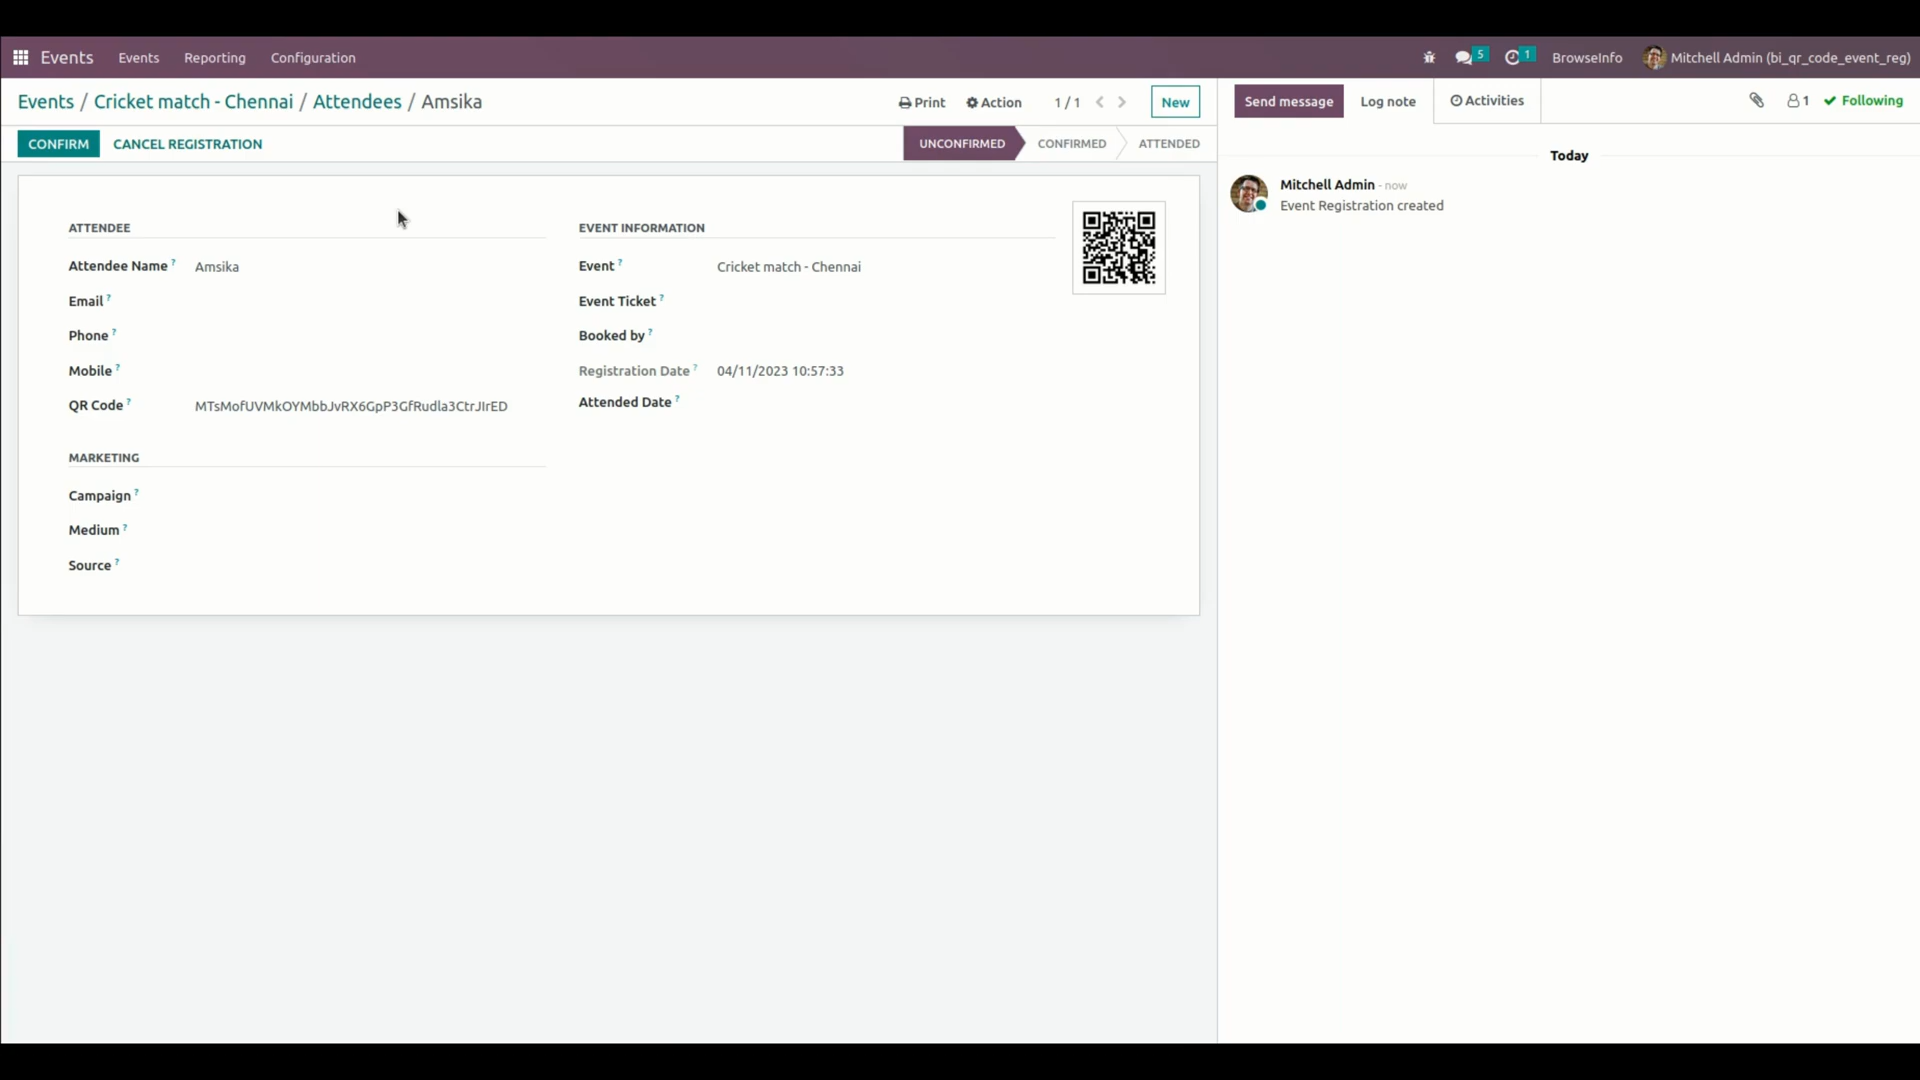 Events Events Reporting Configuration 5 1 BrowseInfo Mitchell Admin (bi_qr_code_event_reg)
Events / Cricket match - Chennai / Attendees / Amsika Print Action 1 / 1 New
Send message Log note Activities 1 Following
CONFIRM CANCEL REGISTRATION UNCONFIRMED CONFIRMED ATTENDED
ATTENDEE
Attendee Name ? Amsika
Email ?
Phone ?
Mobile ?
QR Code ? MTsMofUVMkOYMbbJvRX6GpP3GfRudla3CtrJIrED
MARKETING
Campaign ?
Medium ?
Source ?
EVENT INFORMATION
Event ? Cricket match - Chennai
Event Ticket ?
Booked by ?
Registration Date ? 04/11/2023 10:57:33
Attended Date ?
Today
Mitchell Admin - now
Event Registration created